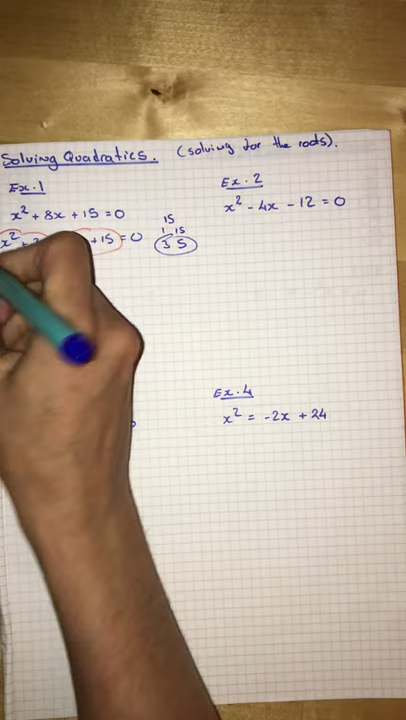 Solving Quadratics. (solving for the roots).
Ex.1
x² + 8x + 15 = 0
x² + 15 = 0
15
1 15
3 5
Ex. 2
x² - 4x - 12 = 0
Ex. 4
x² = -2x + 24